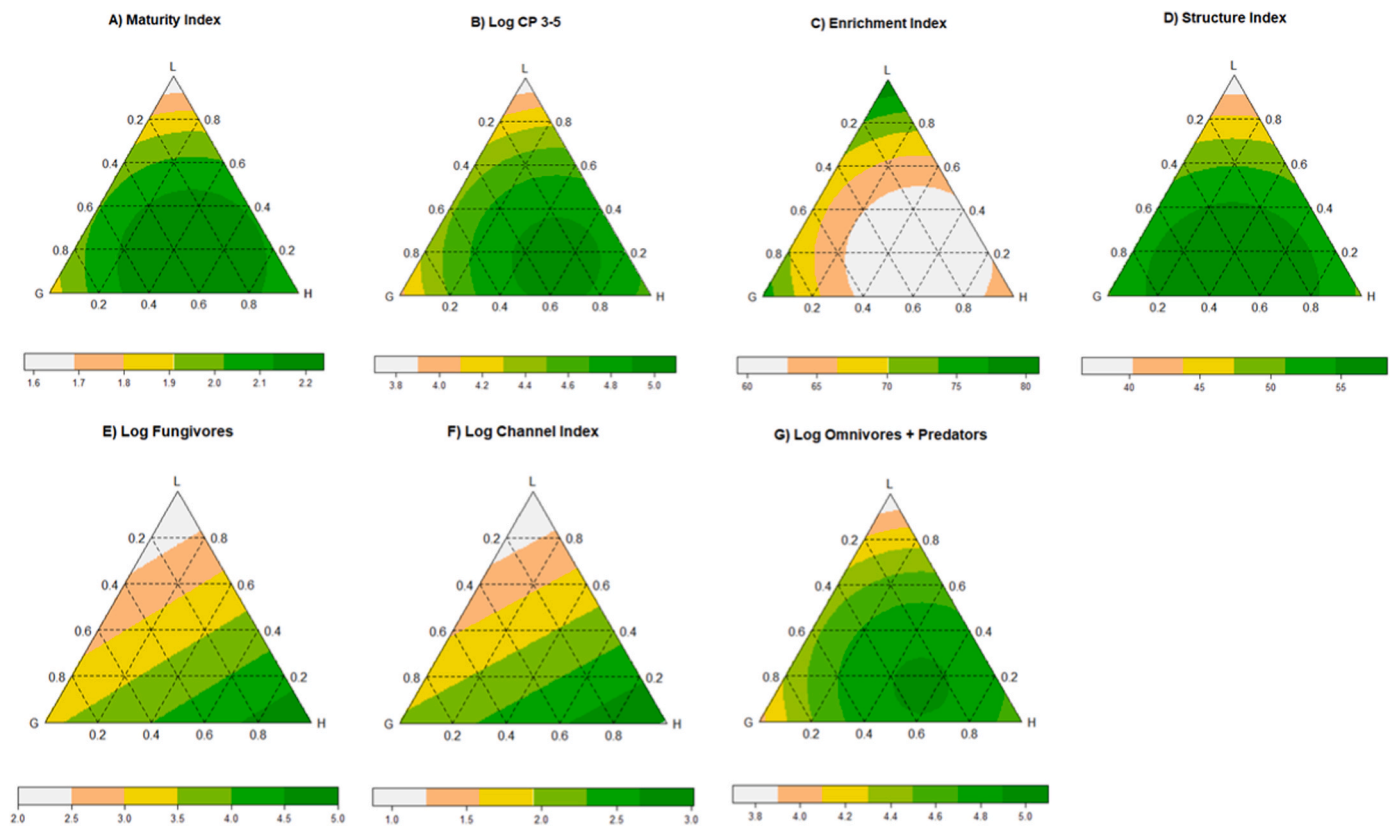 A) Maturity Index
B) Log CP 3-5
C) Enrichment Index
D) Structure Index
L
0.2 0.8
0.4 0.6
0.6 0.4
0.8 0.2
G H
0.2 0.4 0.6 0.8
1.6 1.7 1.8 1.9 2.0 2.1 2.2
L
0.2 0.8
0.4 0.6
0.6 0.4
0.8 0.2
G H
0.2 0.4 0.6 0.8
3.8 4.0 4.2 4.4 4.6 4.8 5.0
L
0.2 0.8
0.4 0.6
0.6 0.4
0.8 0.2
G H
0.2 0.4 0.6 0.8
60 65 70 75 80
L
0.2 0.8
0.4 0.6
0.6 0.4
0.8 0.2
G H
0.2 0.4 0.6 0.8
40 45 50 55
E) Log Fungivores
F) Log Channel Index
G) Log Omnivores + Predators
L
0.2 0.8
0.4 0.6
0.6 0.4
0.8 0.2
G H
0.2 0.4 0.6 0.8
2.0 2.5 3.0 3.5 4.0 4.5 5.0
L
0.2 0.8
0.4 0.6
0.6 0.4
0.8 0.2
G H
0.2 0.4 0.6 0.8
1.0 1.5 2.0 2.5 3.0
L
0.2 0.8
0.4 0.6
0.6 0.4
0.8 0.2
G H
0.2 0.4 0.6 0.8
3.8 4.0 4.2 4.4 4.6 4.8 5.0